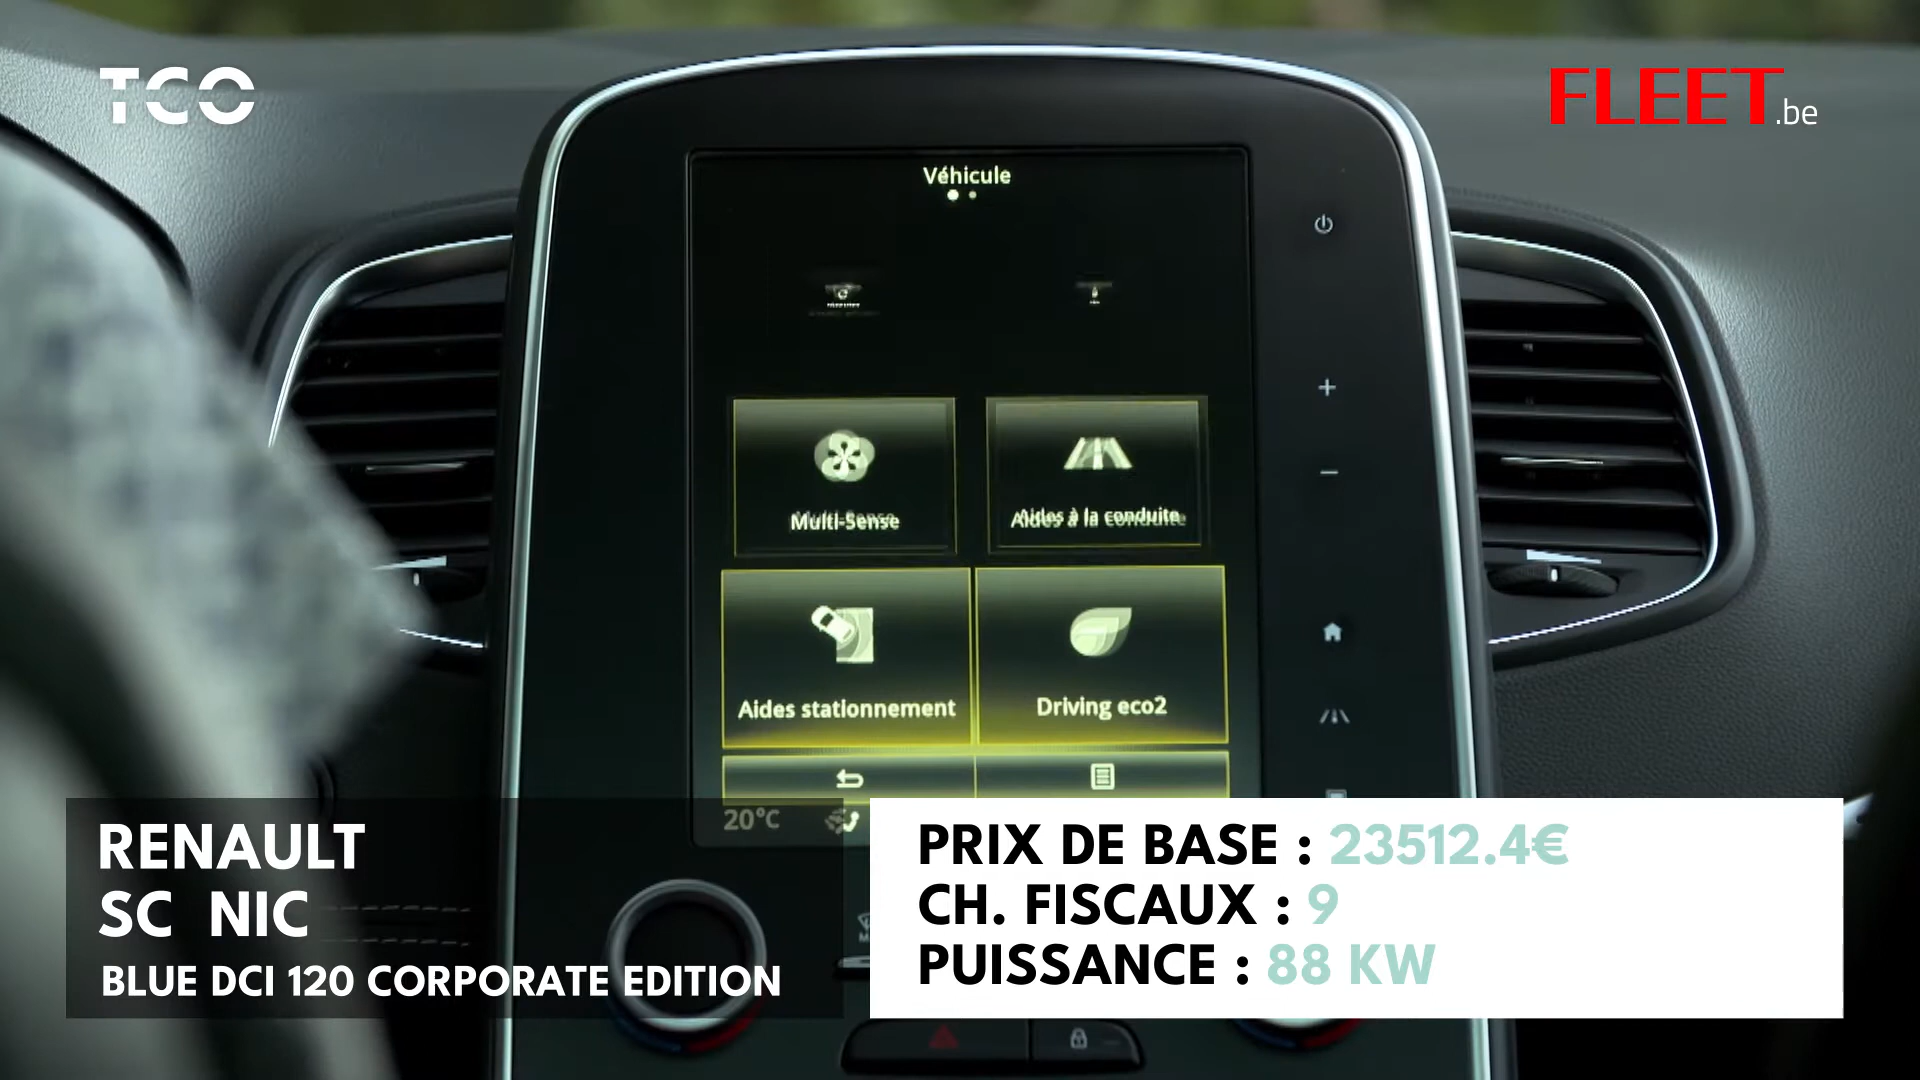 TCO
FLEET.be
Véhicule
Multi-Sense
Aides à la conduite
Aides stationnement
Driving eco2
20°C
RENAULT
SC NIC
BLUE DCI 120 CORPORATE EDITION
PRIX DE BASE : 23512.4€
CH. FISCAUX : 9
PUISSANCE : 88 KW